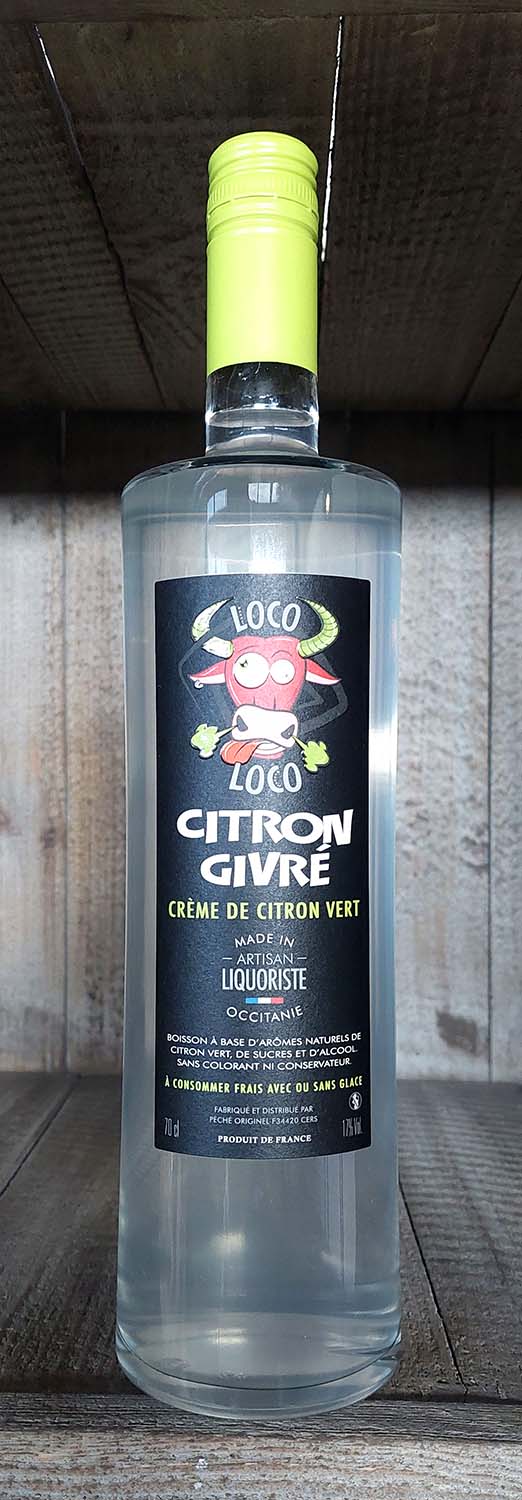 LOCO
LOCO
CITRON
GIVRÉ
CRÈME DE CITRON VERT
MADE IN
– ARTISAN –
LIQUORISTE
OCCITANIE
BOISSON À BASE D'ARÔMES NATURELS DE
CITRON VERT, DE SUCRES ET D'ALCOOL.
SANS COLORANT NI CONSERVATEUR.
À CONSOMMER FRAIS AVEC OU SANS GLACE
FABRIQUÉ ET DISTRIBUÉ PAR
70 cl PÉCHÉ ORIGINEL F34420 CERS 17% Vol.
PRODUIT DE FRANCE